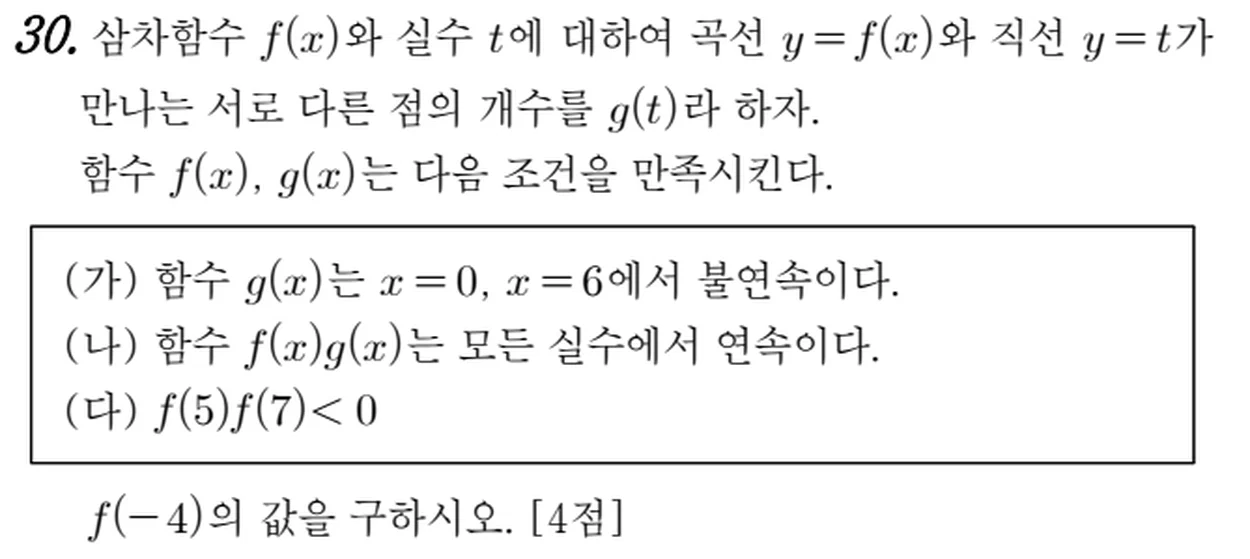 30. 삼차함수 f(x)와 실수 t에 대하여 곡선 y=f(x)와 직선 y=t가
만나는 서로 다른 점의 개수를 g(t)라 하자.
함수 f(x), g(x)는 다음 조건을 만족시킨다.
(가) 함수 g(x)는 x=0, x=6에서 불연속이다.
(나) 함수 f(x)g(x)는 모든 실수에서 연속이다.
(다) f(5)f(7)<0
f(-4)의 값을 구하시오. [4점]